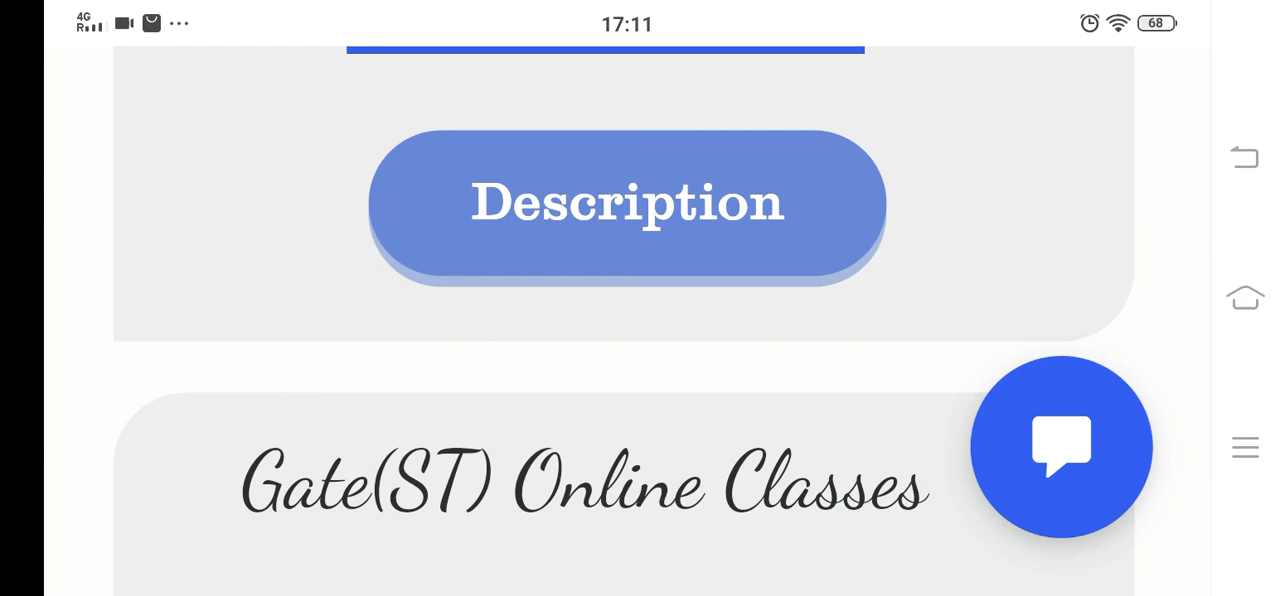 4G
R
17:11
68
Description
Gate(ST) Online Classes